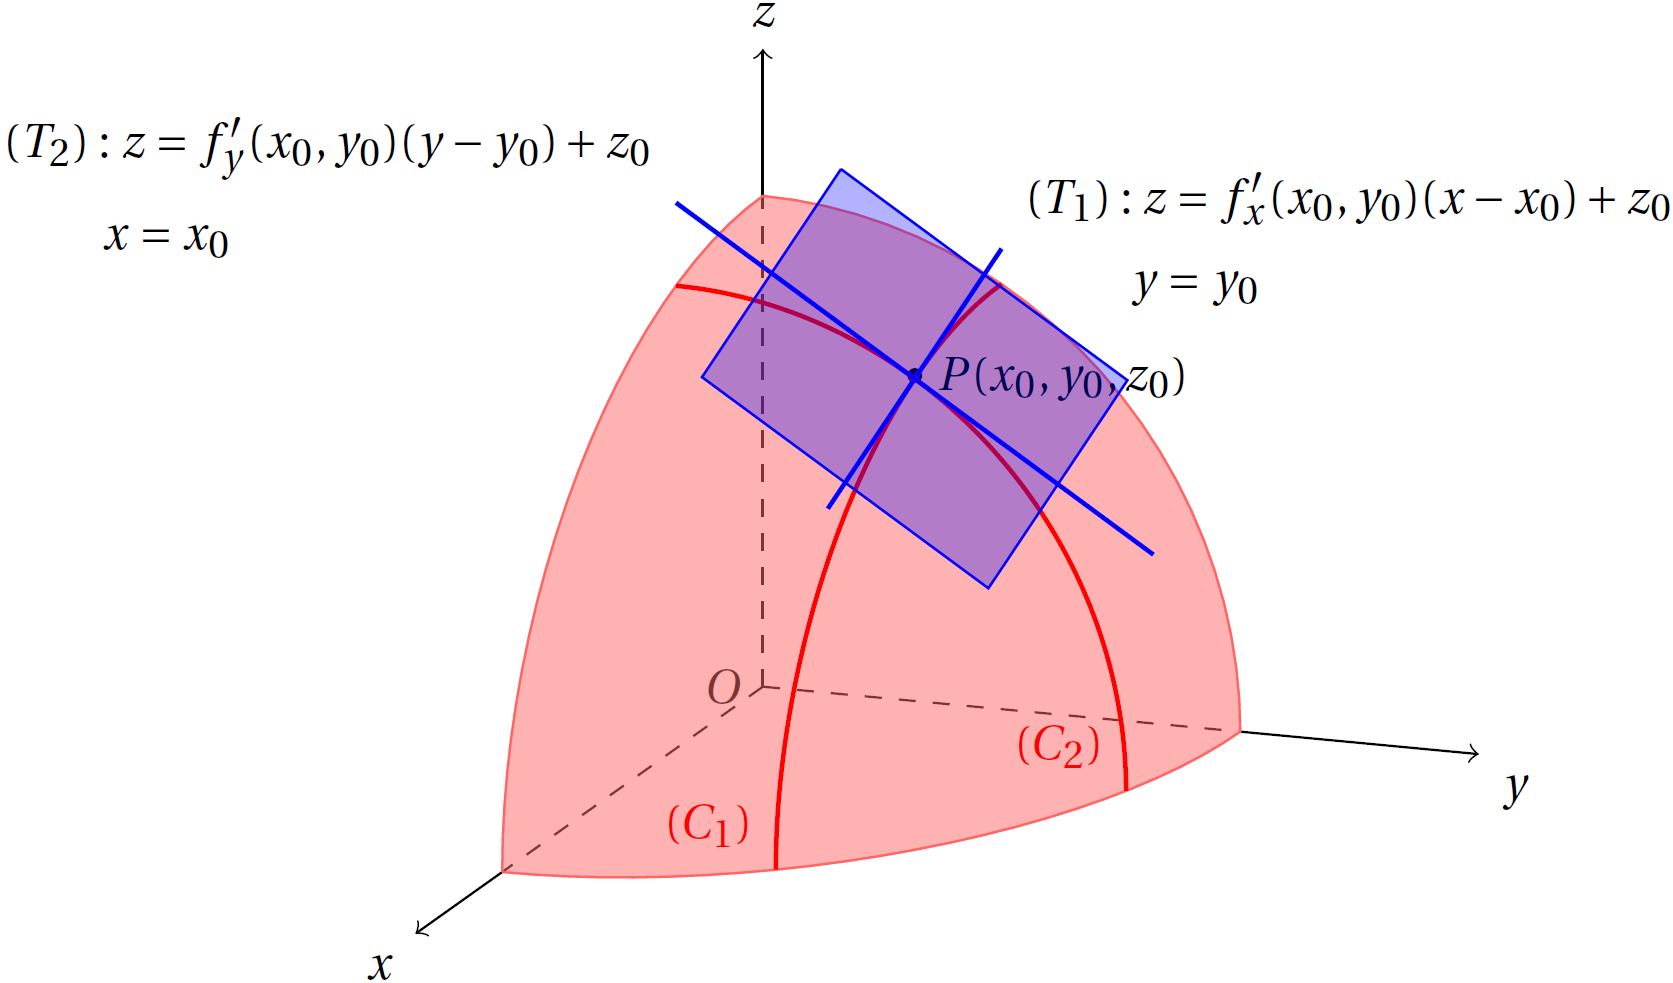 z
(T₂) : z = f′y(x₀, y₀)(y − y₀) + z₀
x = x₀
(T₁) : z = f′x(x₀, y₀)(x − x₀) + z₀
y = y₀
P(x₀, y₀, z₀)
O
(C₂)
(C₁)
y
x